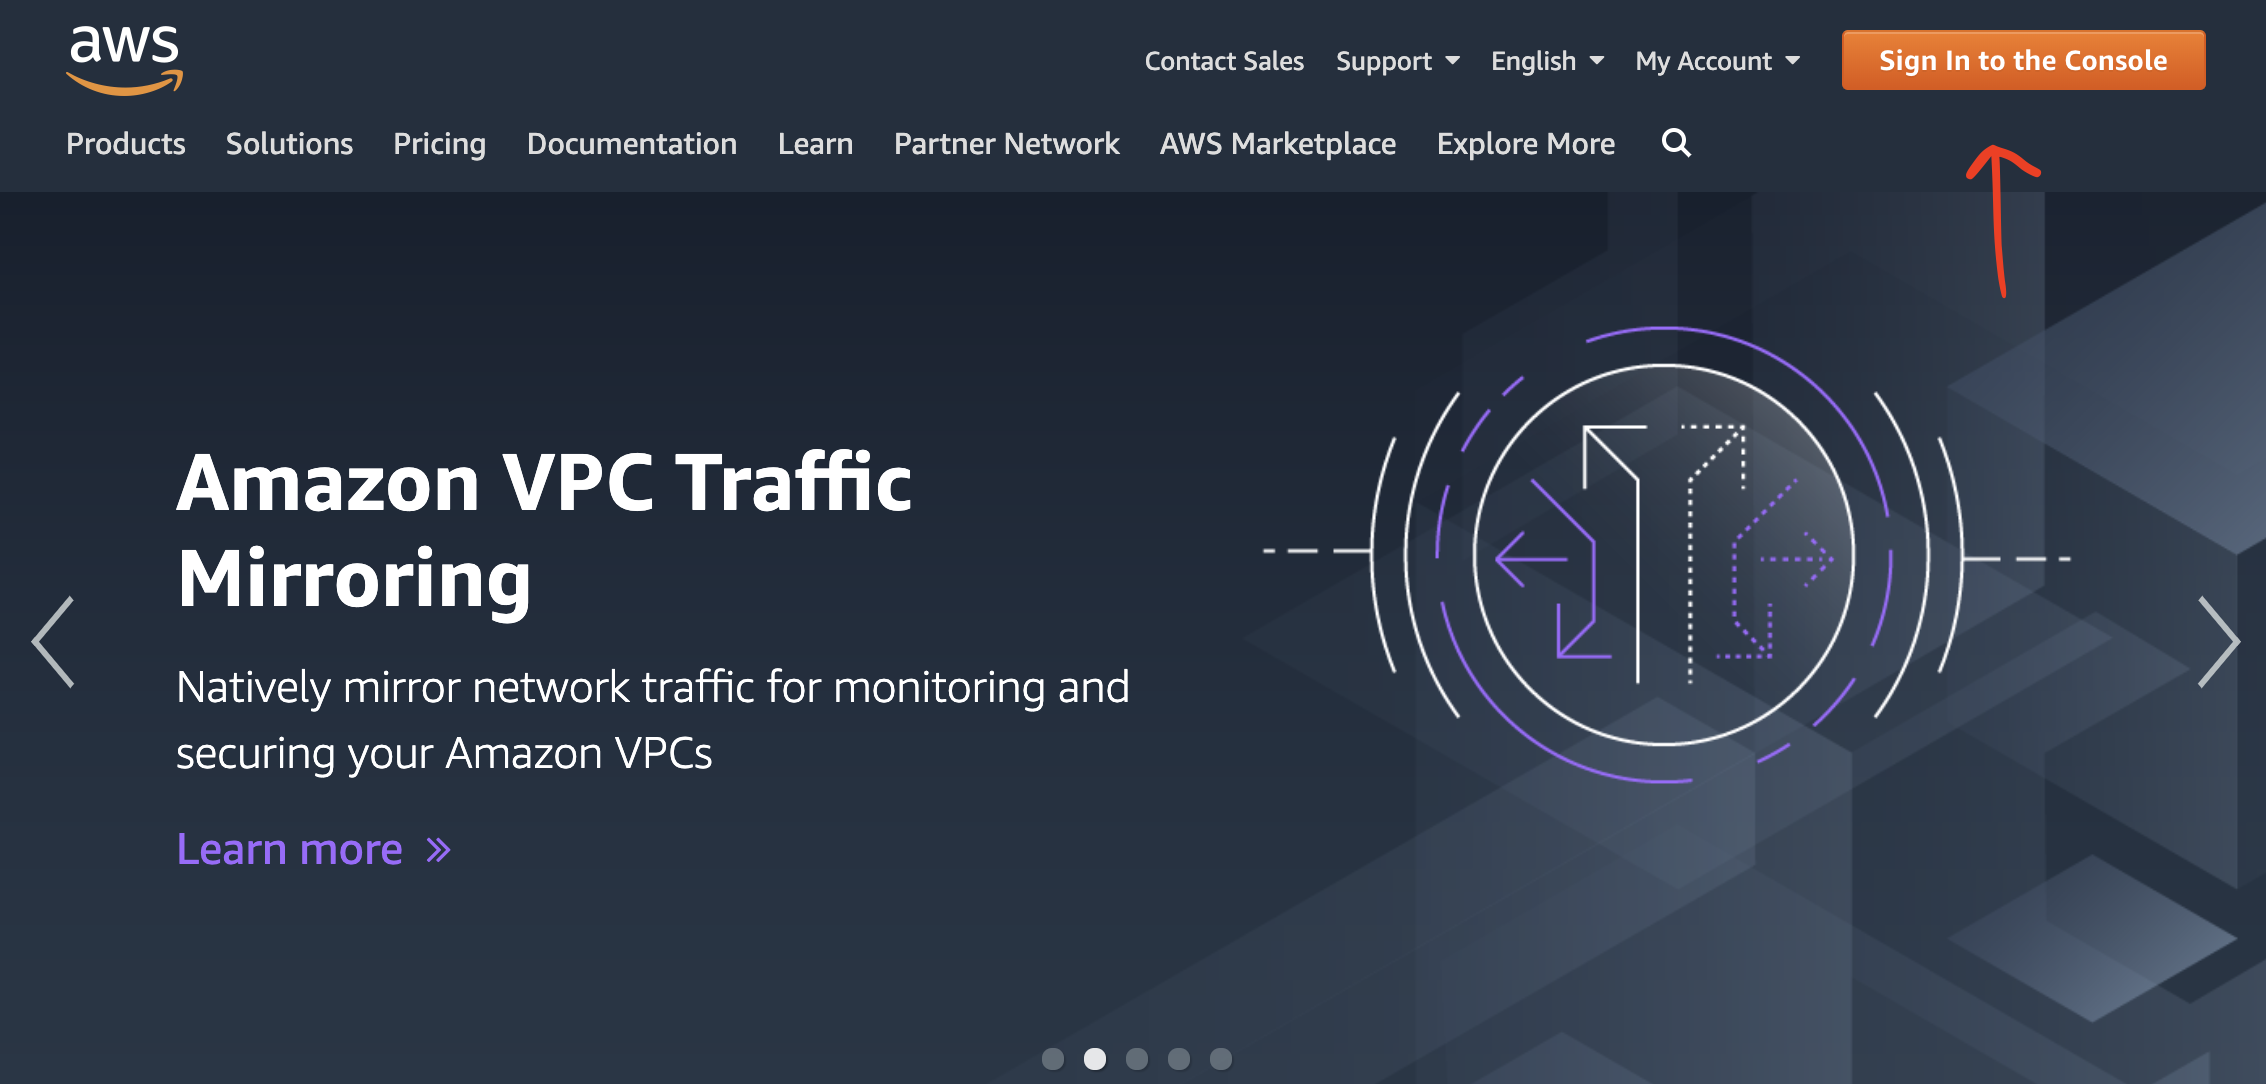 aws
Contact Sales Support English My Account Sign In to the Console
Products Solutions Pricing Documentation Learn Partner Network AWS Marketplace Explore More
Amazon VPC Traffic
Mirroring
Natively mirror network traffic for monitoring and
securing your Amazon VPCs
Learn more »